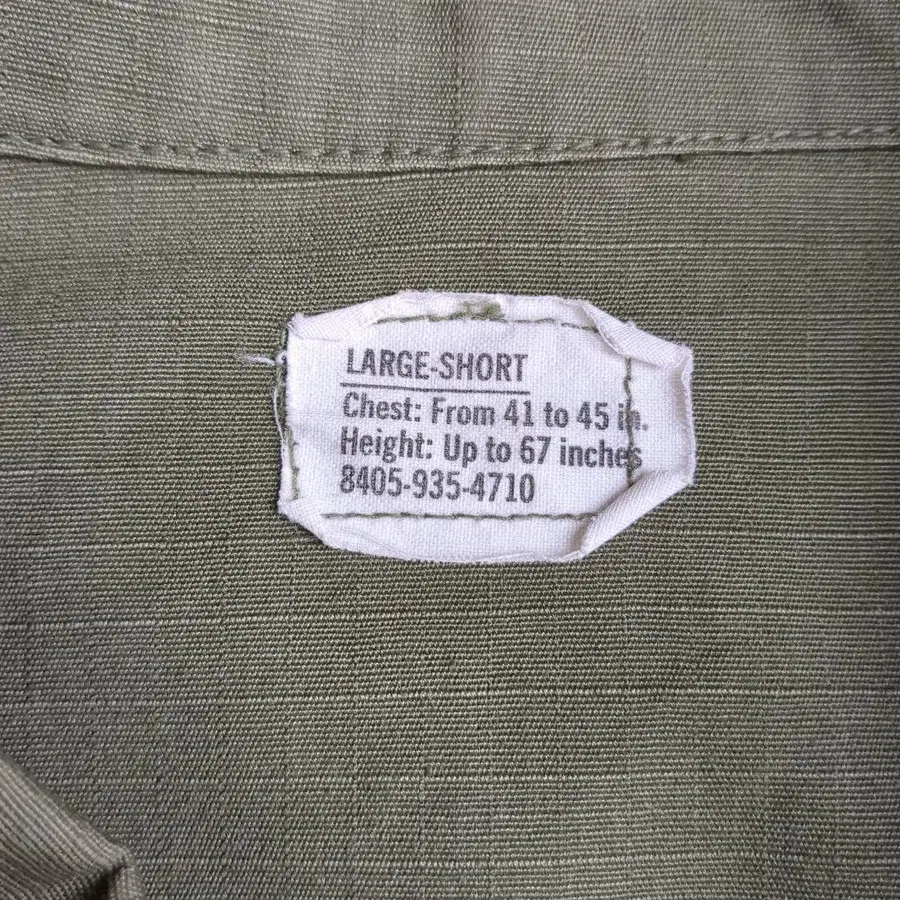 LARGE-SHORT
Chest: From 41 to 45 in.
Height: Up to 67 inches
8405-935-4710